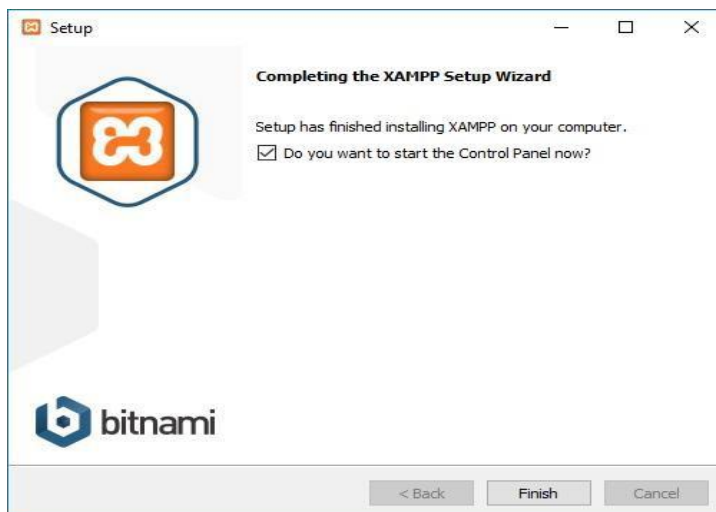 Setup
Completing the XAMPP Setup Wizard
Setup has finished installing XAMPP on your computer.
Do you want to start the Control Panel now?
bitnami
< Back Finish Cancel